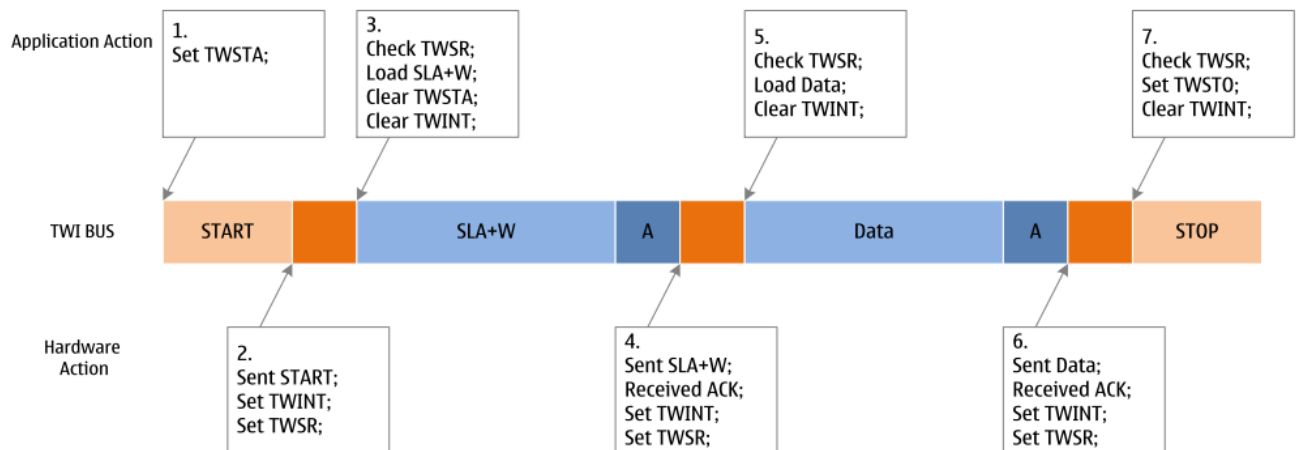 Application Action
1.
Set TWSTA;
3.
Check TWSR;
Load SLA+W;
Clear TWSTA;
Clear TWINT;
5.
Check TWSR;
Load Data;
Clear TWINT;
7.
Check TWSR;
Set TWSTO;
Clear TWINT;
TWI BUS
START
SLA+W
A
Data
A
STOP
Hardware
Action
2.
Sent START;
Set TWINT;
Set TWSR;
4.
Sent SLA+W;
Received ACK;
Set TWINT;
Set TWSR;
6.
Sent Data;
Received ACK;
Set TWINT;
Set TWSR;